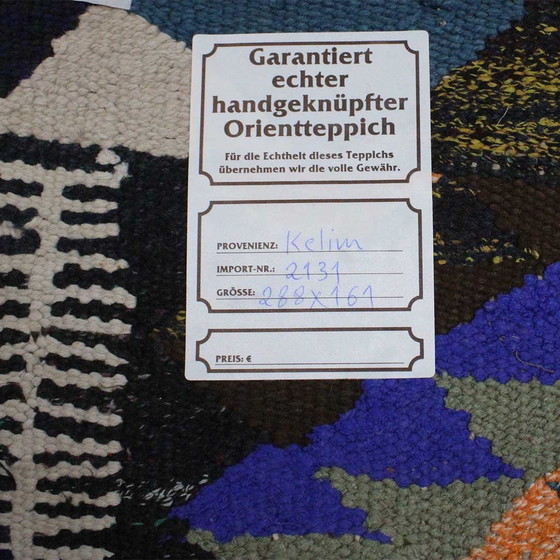 Garantiert
echter
handgeknüpfter
Orientteppich
Für die Echtheit dieses Teppichs
übernehmen wir die volle Gewähr.
PROVENIENZ: Kelim
IMPORT-NR.: 2131
GRÖSSE: 288x161
PREIS: €